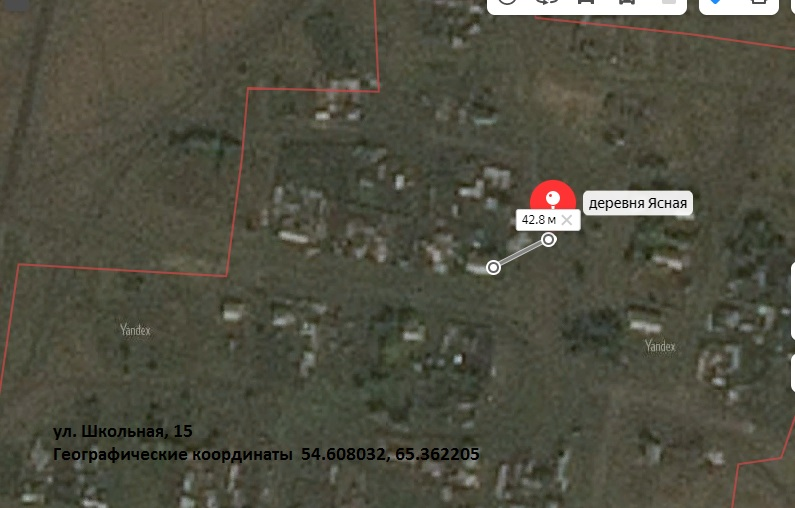 деревня Ясная
42.8 м
Yandex
Yandex
ул. Школьная, 15
Географические координаты 54.608032, 65.362205